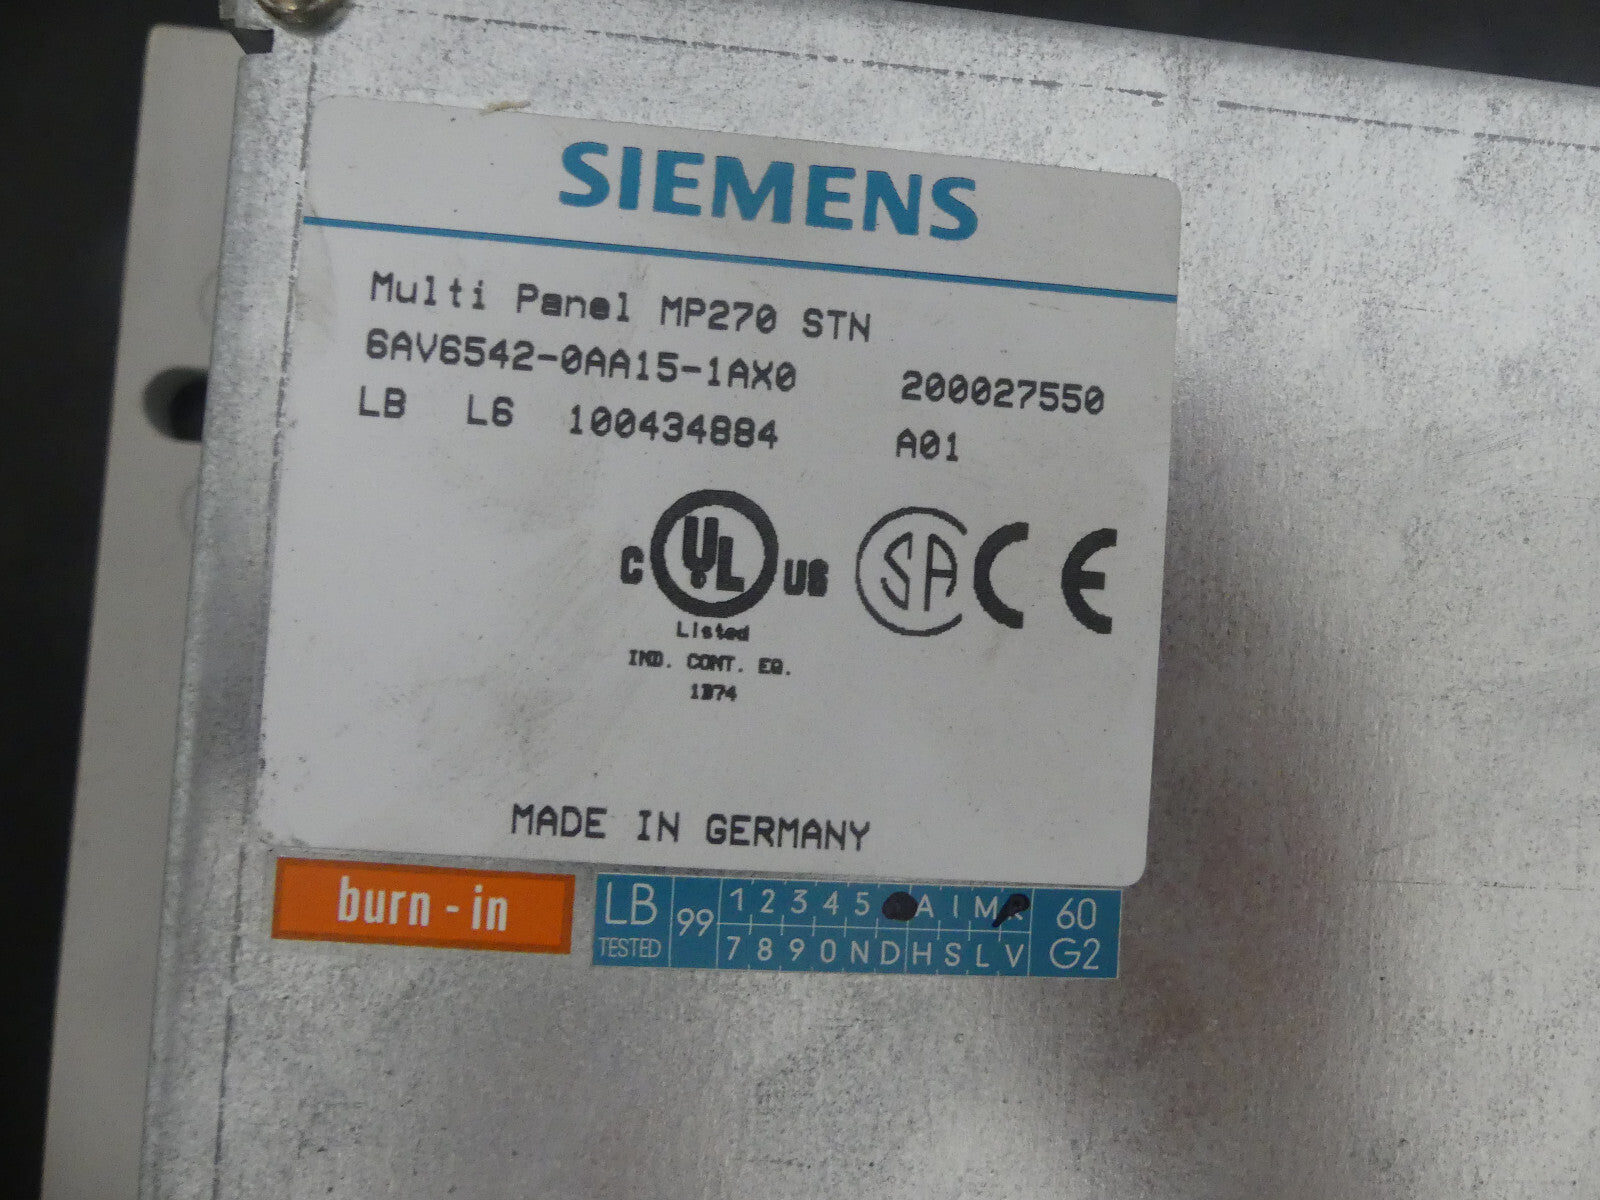 SIEMENS
Multi Panel MP270 STN
6AV6542-0AA15-1AX0 200027550
LB L6 100434884 A01
C UL US SA CE
Listed
IND. CONT. EQ.
MADE IN GERMANY
burn-in
LB 99 1 2 3 4 5 A I M 60
TESTED 7 8 9 0 N D H S L V G2